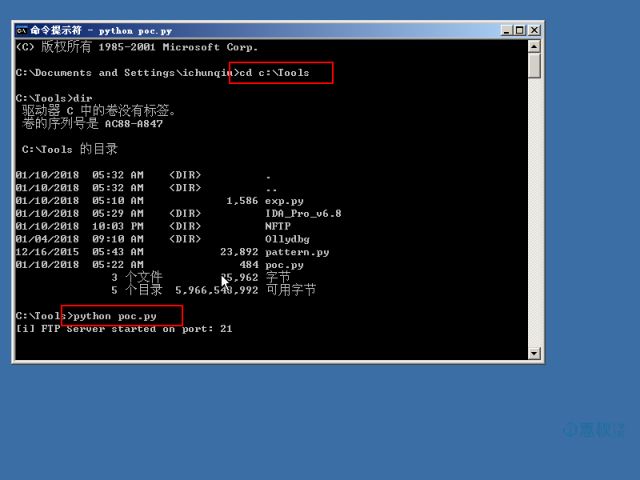 命令提示符 - python poc.py
(C) 版权所有 1985-2001 Microsoft Corp.
C:\Documents and Settings\ichunqiu>cd c:\Tools
C:\Tools>dir
驱动器 C 中的卷没有标签。
卷的序列号是 AC88-A847
C:\Tools 的目录
01/10/2018 05:32 AM <DIR> .
01/10/2018 05:32 AM <DIR> ..
01/10/2018 05:10 AM 1,586 exp.py
01/10/2018 05:29 AM <DIR> IDA_Pro_v6.8
01/10/2018 10:03 PM <DIR> NFTP
01/04/2018 09:10 AM <DIR> Ollydbg
12/16/2015 05:43 AM 23,892 pattern.py
01/10/2018 05:22 AM 484 poc.py
3 个文件 25,962 字节
5 个目录 5,966,540,992 可用字节
C:\Tools>python poc.py
[i] FTP Server started on port: 21